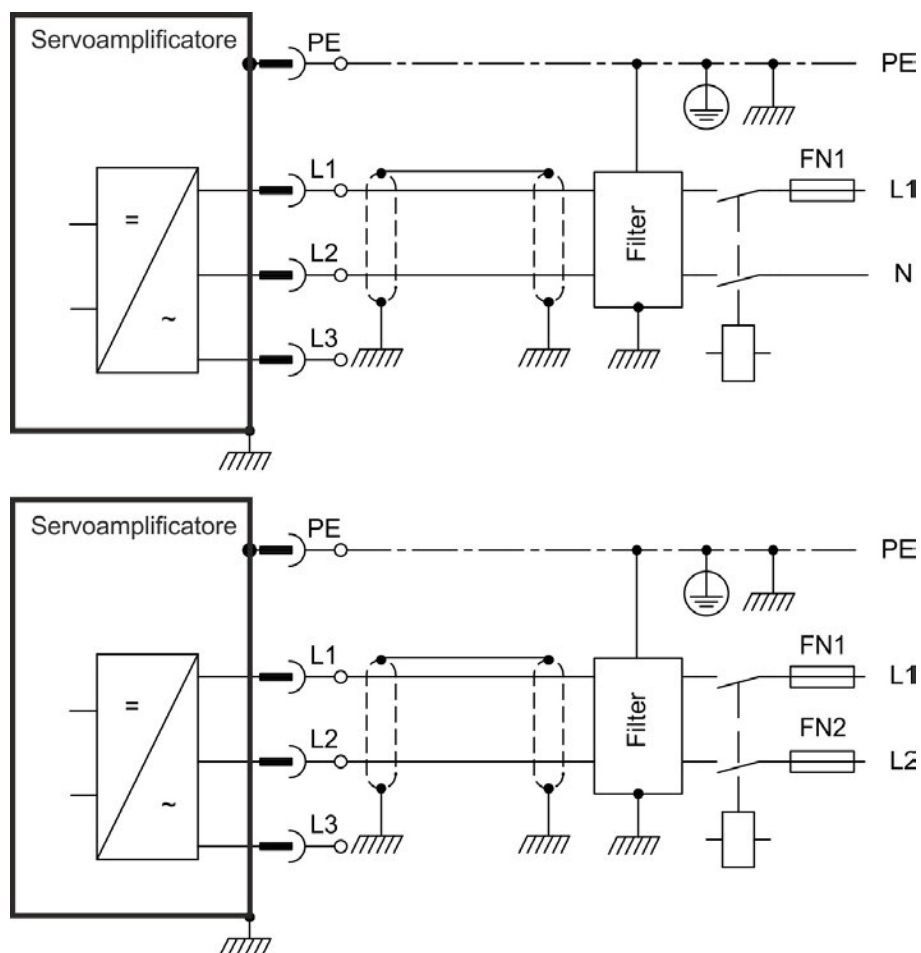 Servoamplificatore
PE
PE
FN1
L1
L1
L2
Filter
N
=
~
L3
Servoamplificatore
PE
PE
FN1
L1
L1
FN2
L2
Filter
L2
=
~
L3